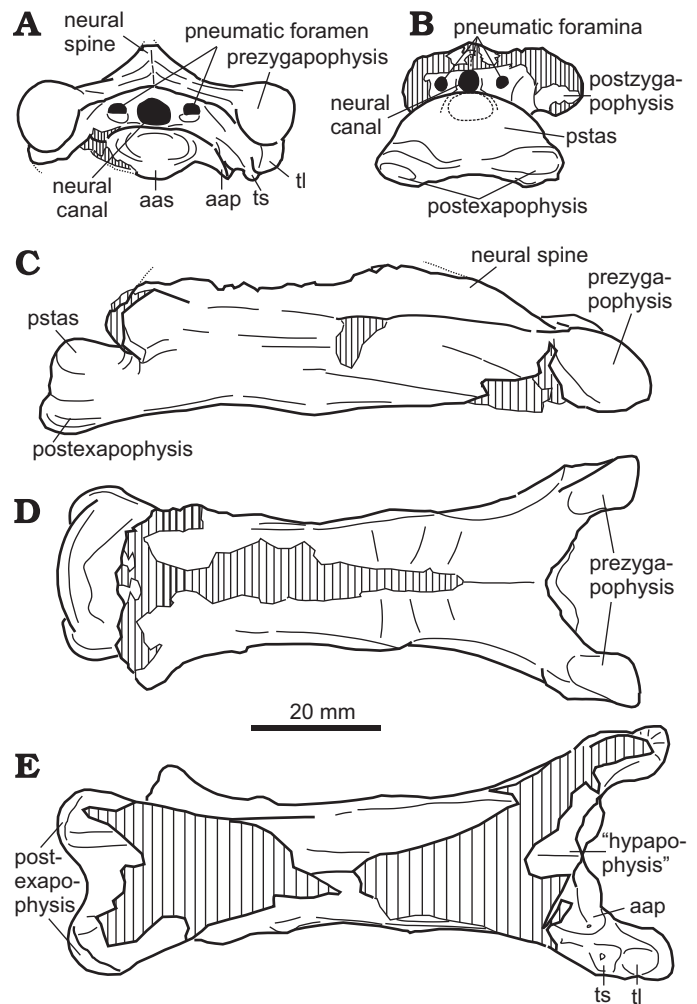 A
neural
spine
pneumatic foramen
prezygapophysis
neural
canal
aas
aap
ts
tl
B
pneumatic foramina
postzyga-
pophysis
neural
canal
pstas
postexapophysis
C
neural spine
prezyga-
pophysis
pstas
postexapophysis
D
prezyga-
pophysis
20 mm
E
post-
exapo-
physis
"hypapo-
physis"
aap
ts
tl